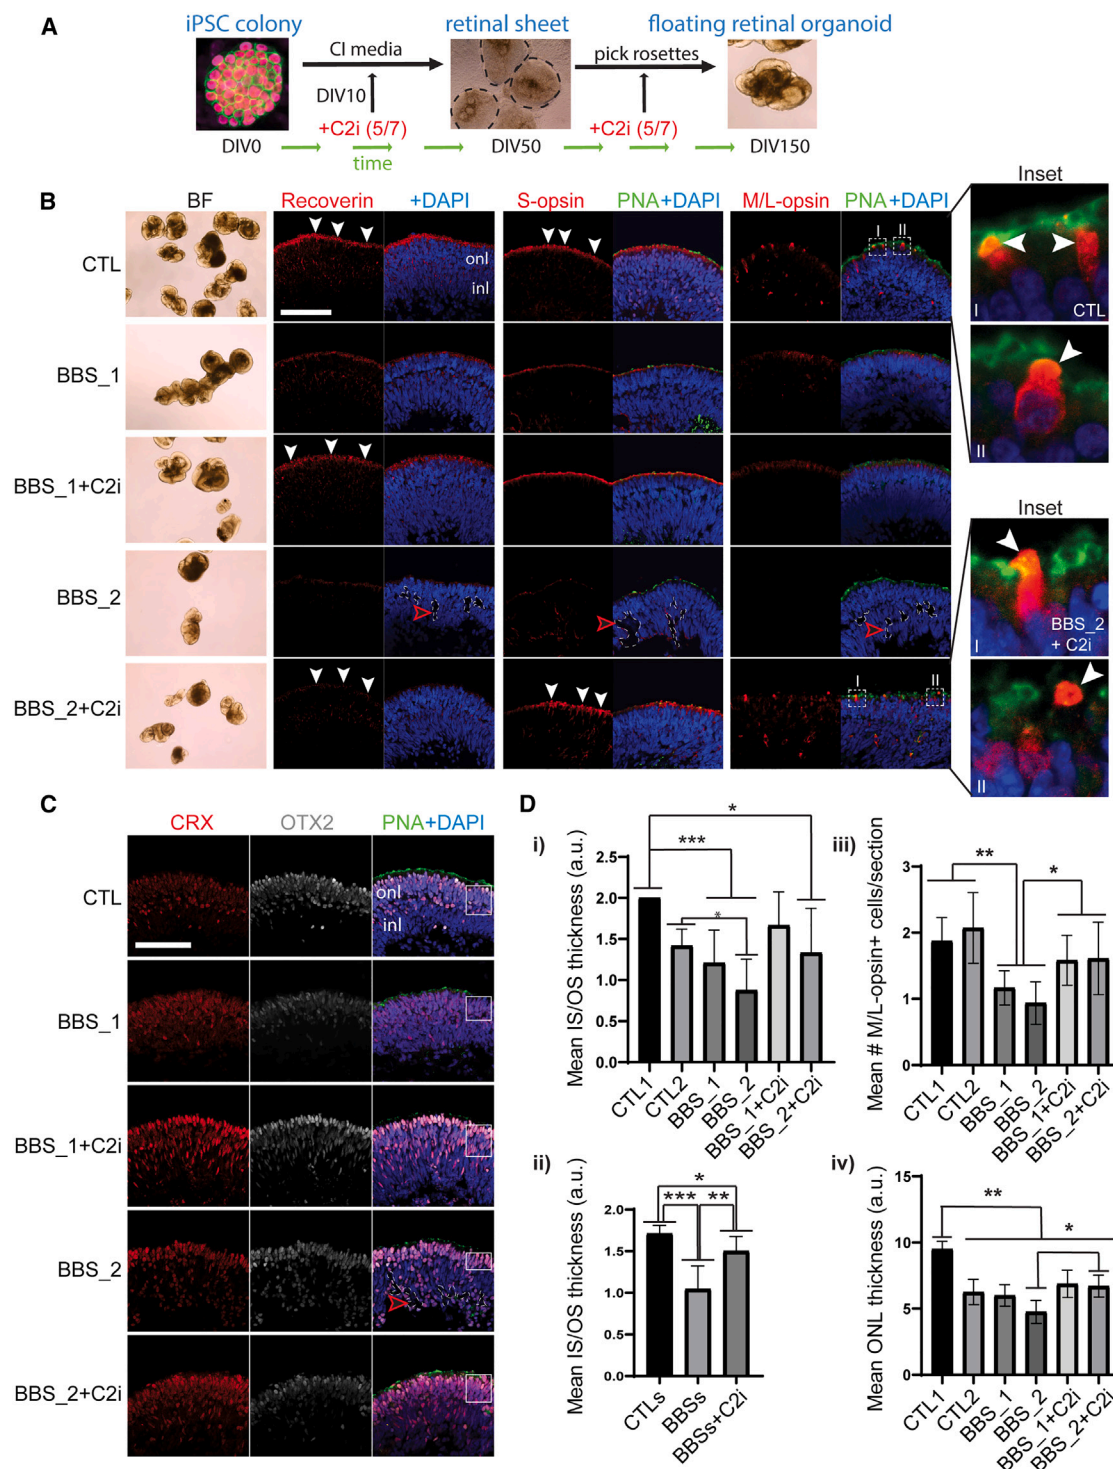 A
iPSC colony
retinal sheet
floating retinal organoid
CI media
pick rosettes
DIV10
+C2i (5/7)
+C2i (5/7)
DIV0
DIV50
DIV150
time
B
BF
Recoverin
+DAPI
S-opsin
PNA+DAPI
M/L-opsin
PNA+DAPI
Inset
CTL
onl
inl
I
II
I
CTL
BBS_1
II
BBS_1+C2i
Inset
BBS_2
BBS_2
+ C2i
I
BBS_2+C2i
I
II
II
C
CRX
OTX2
PNA+DAPI
CTL
onl
inl
BBS_1
BBS_1+C2i
BBS_2
BBS_2+C2i
D
i)
Mean IS/OS thickness (a.u.)
2.5
2.0
1.5
1.0
0.5
0.0
*
***
*
CTL1
CTL2
BBS_1
BBS_2
BBS_1+C2i
BBS_2+C2i
iii)
Mean # M/L-opsin+ cells/section
3
2
1
0
**
*
CTL1
CTL2
BBS_1
BBS_2
BBS_1+C2i
BBS_2+C2i
ii)
Mean IS/OS thickness (a.u.)
2.0
1.5
1.0
0.5
0.0
*
***
**
CTLs
BBSs
BBSs+C2i
iv)
Mean ONL thickness (a.u.)
15
10
5
0
**
*
CTL1
CTL2
BBS_1
BBS_2
BBS_1+C2i
BBS_2+C2i